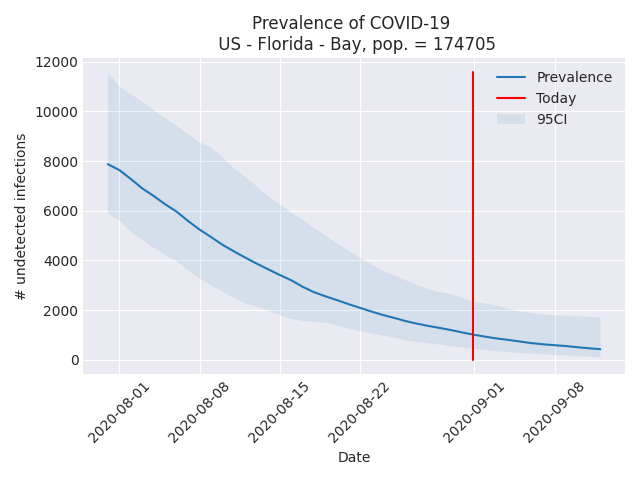 Prevalence of COVID-19
US - Florida - Bay, pop. = 174705
12000
10000
8000
6000
4000
2000
0
# undetected infections
Prevalence
Today
95CI
2020-08-01
2020-08-08
2020-08-15
2020-08-22
2020-09-01
2020-09-08
Date